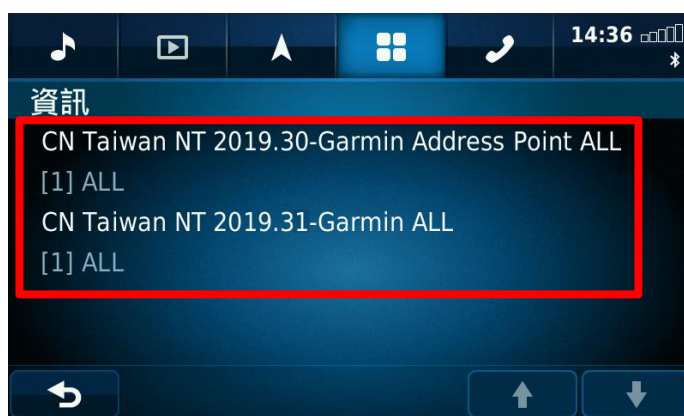 14:36
資訊
CN Taiwan NT 2019.30-Garmin Address Point ALL
[1] ALL
CN Taiwan NT 2019.31-Garmin ALL
[1] ALL